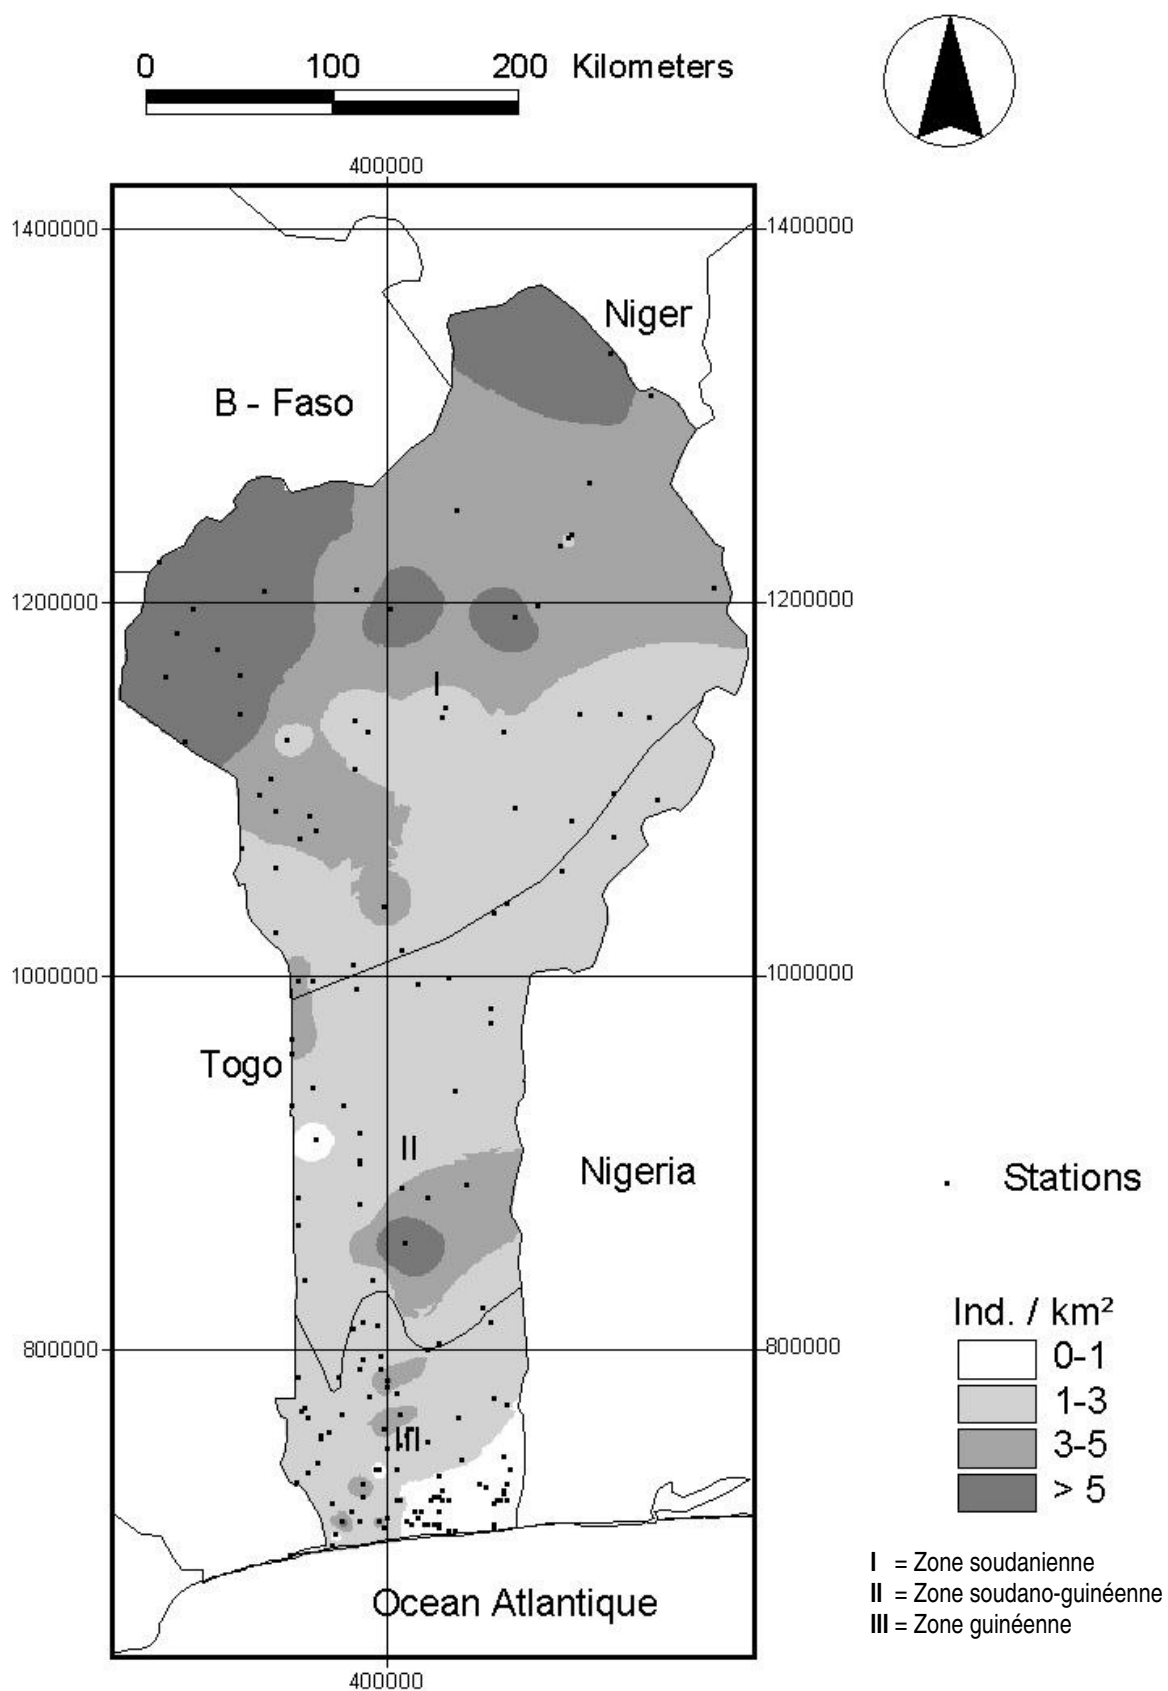 0 100 200 Kilometers
400000
1400000 1400000
Niger
B - Faso
1200000 1200000
I
1000000 1000000
Togo
II
Nigeria
Stations
Ind. / km²
0-1
800000 800000
1-3
3-5
III
> 5
I = Zone soudanienne
II = Zone soudano-guinéenne
Ocean Atlantique
III = Zone guinéenne
400000